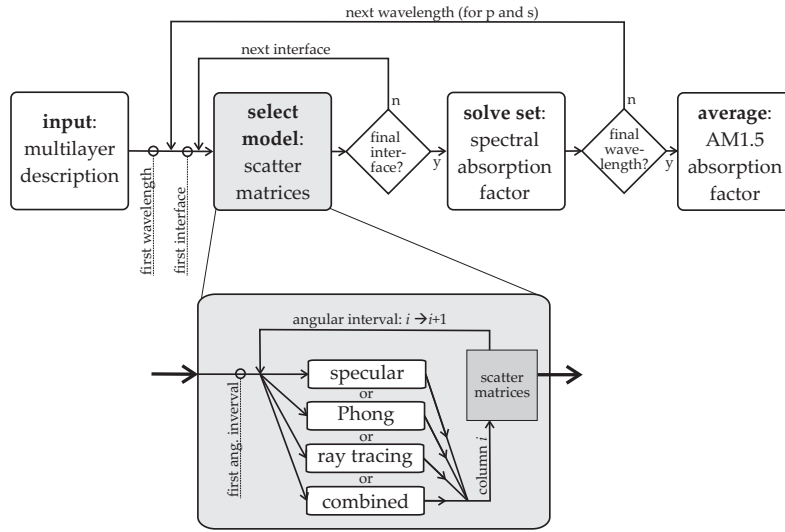 next wavelength (for p and s)
next interface
n
n
input:
multilayer
description
select
model:
scatter
matrices
final
inter-
face?
y
solve set:
spectral
absorption
factor
final
wave-
length?
y
average:
AM1.5
absorption
factor
first wavelength
first interface
angular interval: i →i+1
specular
or
Phong
or
ray tracing
or
combined
scatter
matrices
column i
first ang. inverval